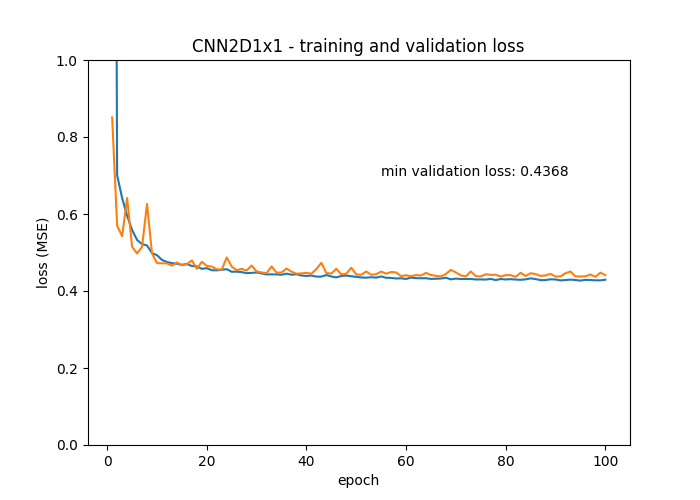 CNN2D1x1 - training and validation loss
1.0
0.8
min validation loss: 0.4368
0.6
loss (MSE)
0.4
0.2
0.0
0 20 40 60 80 100
epoch